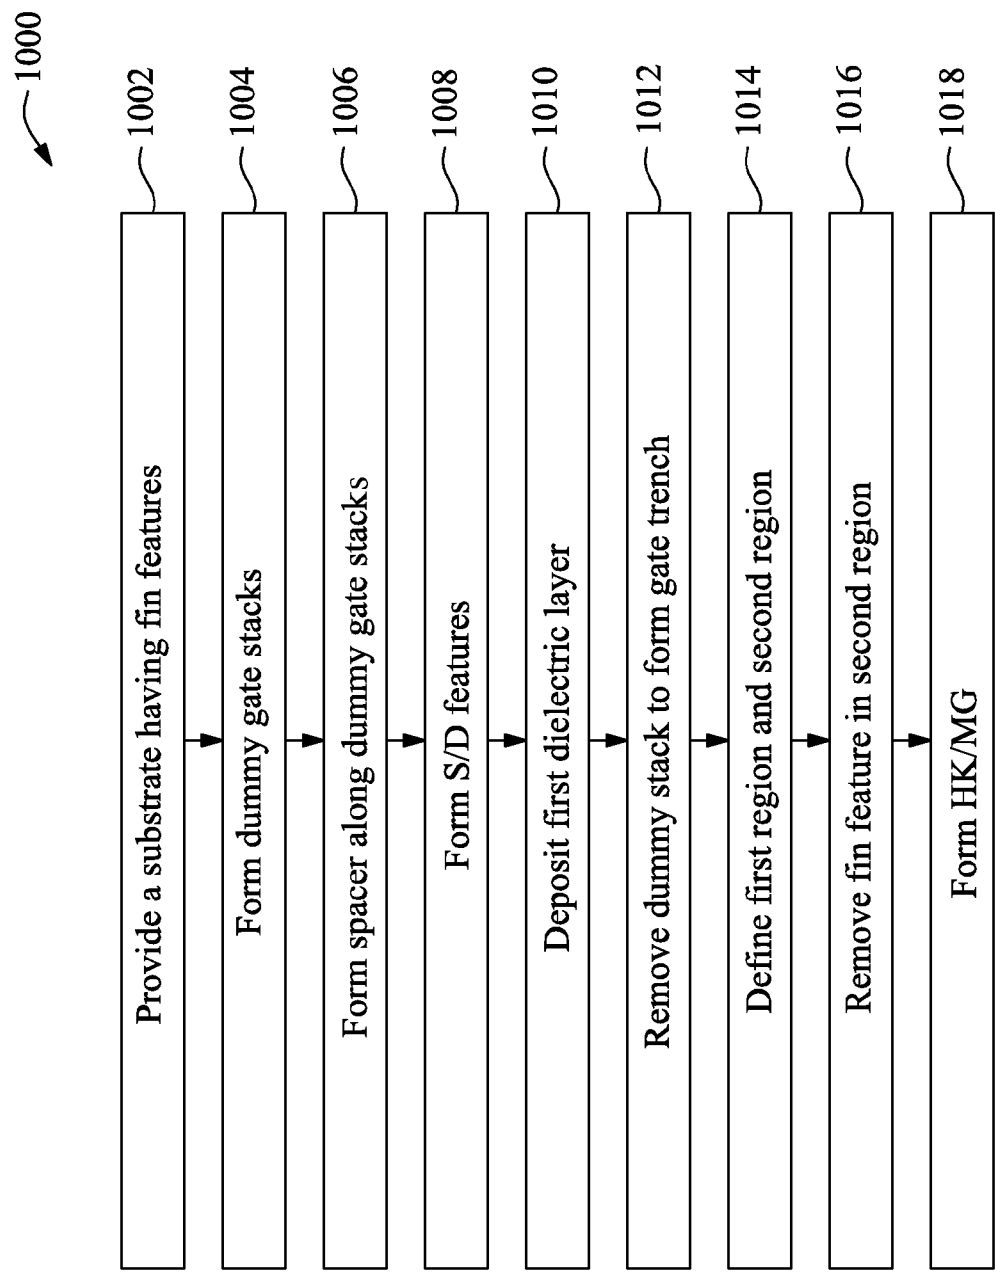 1000
Provide a substrate having fin features
1002
Form dummy gate stacks
1004
Form spacer along dummy gate stacks
1006
Form S/D features
1008
Deposit first dielectric layer
1010
Remove dummy stack to form gate trench
1012
Define first region and second region
1014
Remove fin feature in second region
1016
Form HK/MG
1018